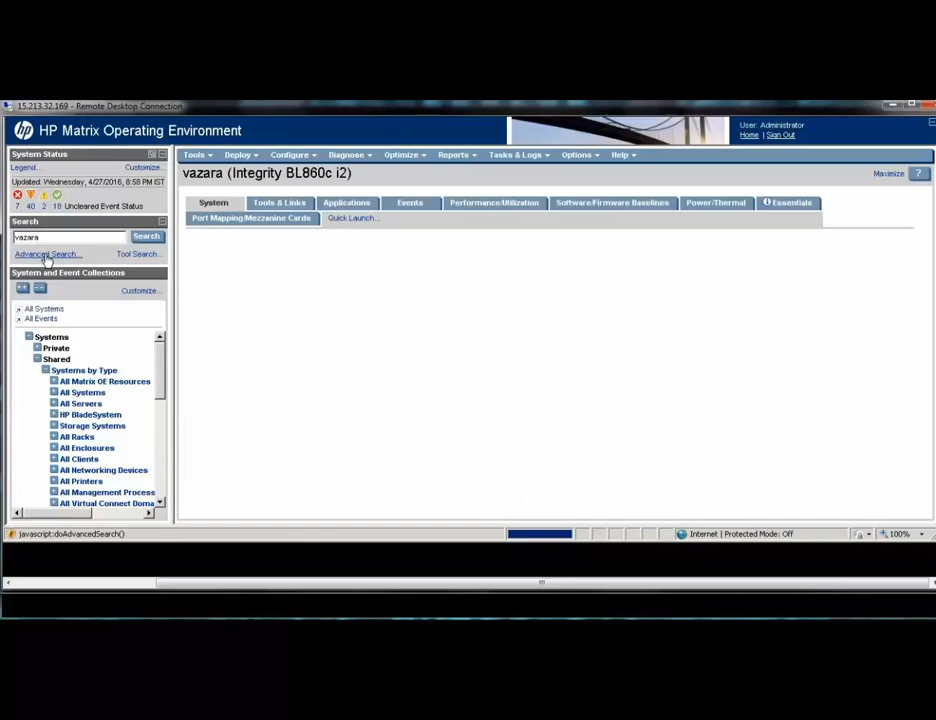 15.213.32.169 - Remote Desktop Connection
hp HP Matrix Operating Environment
User: Administrator
Home | Sign Out
System Status
Legend... Customize...
Updated: Wednesday, 4/27/2016, 8:58 PM IST
7 40 2 18 Uncleared Event Status
Search
vazara Search
Advanced Search... Tool Search...
System and Event Collections
Customize...
All Systems
All Events
Systems
Private
Shared
Systems by Type
All Matrix OE Resources
All Systems
All Servers
HP BladeSystem
Storage Systems
All Racks
All Enclosures
All Clients
All Networking Devices
All Printers
All Management Process
All Virtual Connect Doma
Tools Deploy Configure Diagnose Optimize Reports Tasks & Logs Options Help
vazara (Integrity BL860c i2) Maximize ?
System Tools & Links Applications Events Performance/Utilization Software/Firmware Baselines Power/Thermal Essentials
Port Mapping/Mezzanine Cards Quick Launch...
javascript:doAdvancedSearch() Internet | Protected Mode: Off 100%